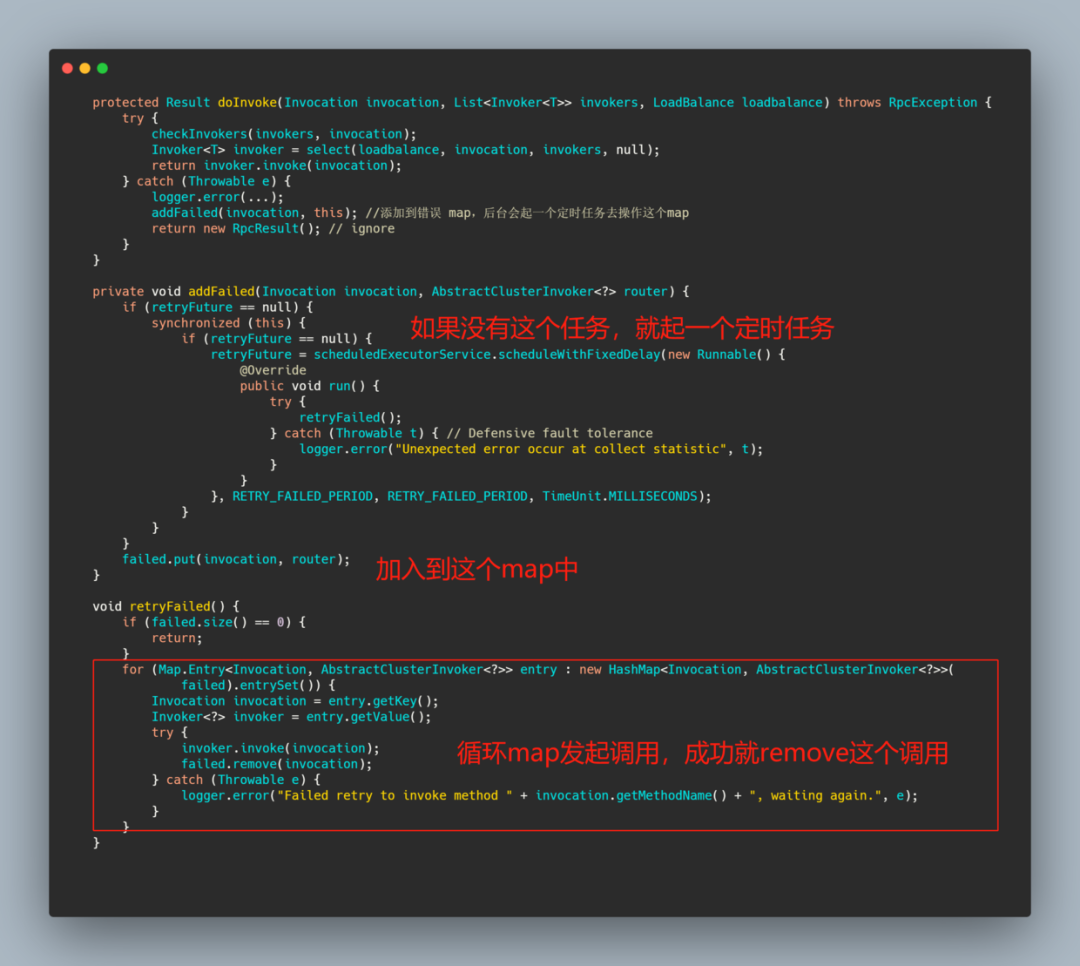 protected Result doInvoke(Invocation invocation, List<Invoker<T>> invokers, LoadBalance loadbalance) throws RpcException {
try {
checkInvokers(invokers, invocation);
Invoker<T> invoker = select(loadbalance, invocation, invokers, null);
return invoker.invoke(invocation);
} catch (Throwable e) {
logger.error(...);
addFailed(invocation, this); //添加到错误 map，后台会起一个定时任务去操作这个map
return new RpcResult(); // ignore
}
}
private void addFailed(Invocation invocation, AbstractClusterInvoker<?> router) {
if (retryFuture == null) {
synchronized (this) {
如果没有这个任务，就起一个定时任务
if (retryFuture == null) {
retryFuture = scheduledExecutorService.scheduleWithFixedDelay(new Runnable() {
@Override
public void run() {
try {
retryFailed();
} catch (Throwable t) { // Defensive fault tolerance
logger.error("Unexpected error occur at collect statistic", t);
}
}
}, RETRY_FAILED_PERIOD, RETRY_FAILED_PERIOD, TimeUnit.MILLISECONDS);
}
}
}
failed.put(invocation, router);
加入到这个map中
}
void retryFailed() {
if (failed.size() == 0) {
return;
}
for (Map.Entry<Invocation, AbstractClusterInvoker<?>> entry : new HashMap<Invocation, AbstractClusterInvoker<?>>(
failed).entrySet()) {
Invocation invocation = entry.getKey();
Invoker<?> invoker = entry.getValue();
try {
invoker.invoke(invocation);
循环map发起调用，成功就remove这个调用
failed.remove(invocation);
} catch (Throwable e) {
logger.error("Failed retry to invoke method " + invocation.getMethodName() + ", waiting again.", e);
}
}
}